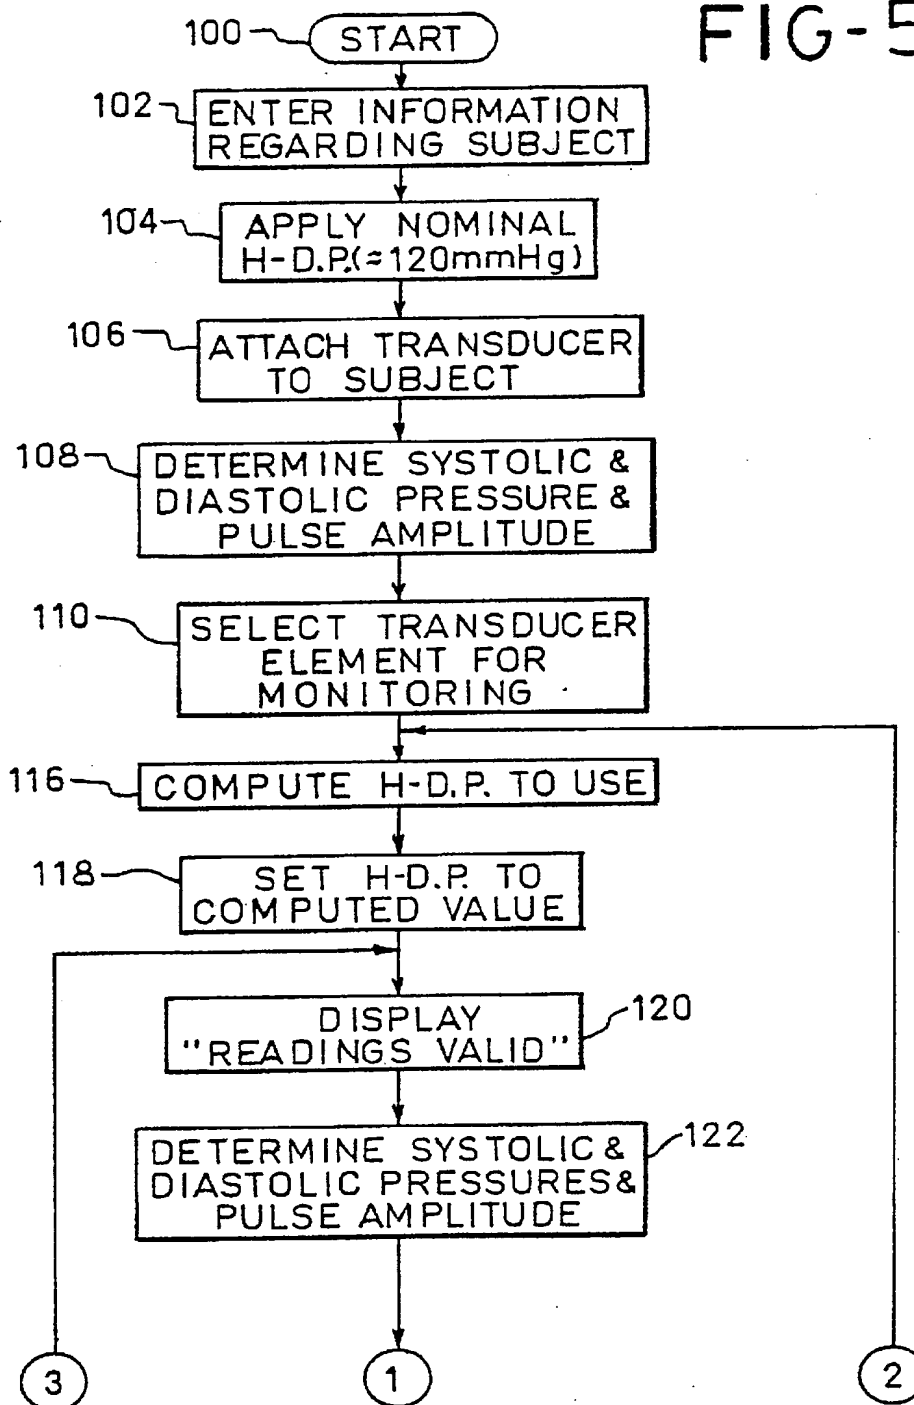 FIG-5
100 START
102 ENTER INFORMATION
REGARDING SUBJECT
104 APPLY NOMINAL
H-D.P.(≈120mmHg)
106 ATTACH TRANSDUCER
TO SUBJECT
108 DETERMINE SYSTOLIC &
DIASTOLIC PRESSURE &
PULSE AMPLITUDE
110 SELECT TRANSDUCER
ELEMENT FOR
MONITORING
116 COMPUTE H-D.P. TO USE
118 SET H-D.P. TO
COMPUTED VALUE
DISPLAY 120
"READINGS VALID"
DETERMINE SYSTOLIC & 122
DIASTOLIC PRESSURES &
PULSE AMPLITUDE
3 1 2